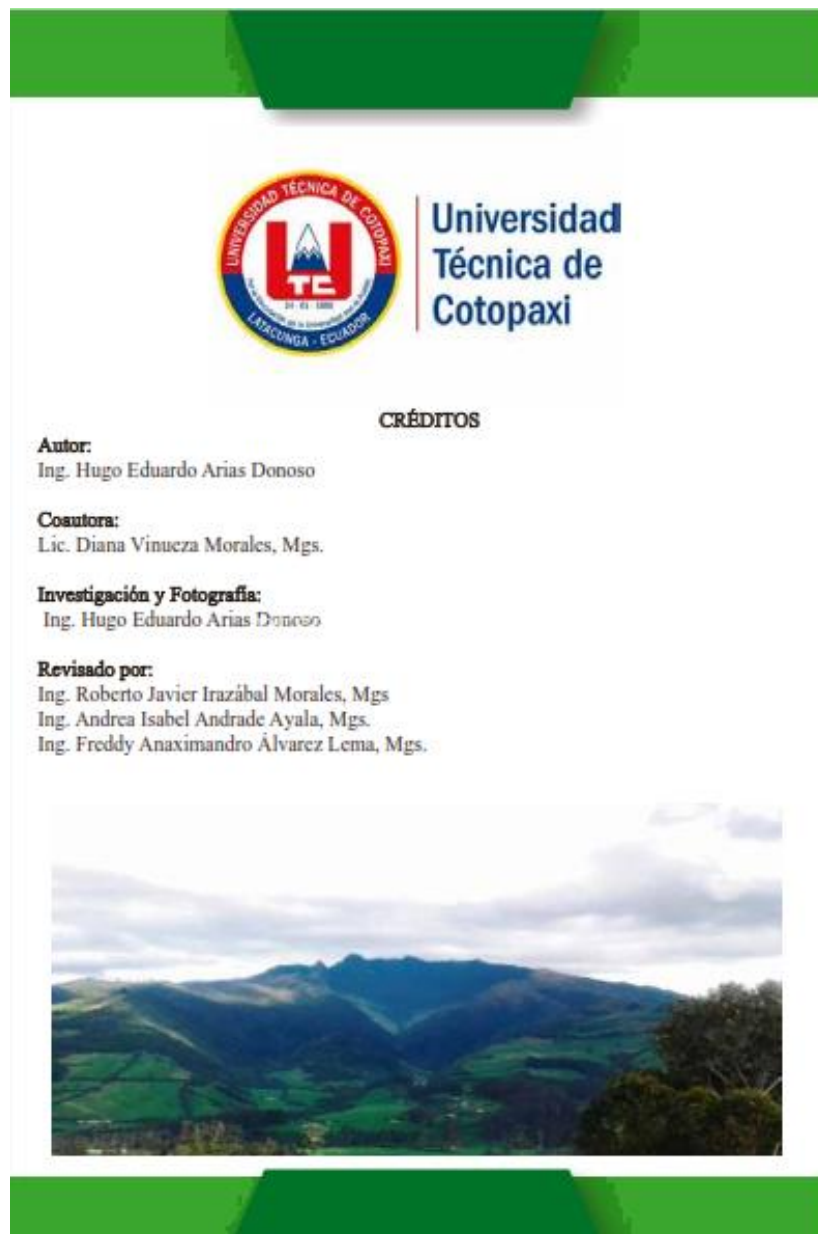 UNIVERSIDAD TÉCNICA DE COTOPAXI
UTC
LATACUNGA - ECUADOR
Universidad
Técnica de
Cotopaxi
CRÉDITOS
Autor:
Ing. Hugo Eduardo Arias Donoso
Coautora:
Lic. Diana Vinueza Morales, Mgs.
Investigación y Fotografía:
Ing. Hugo Eduardo Arias Donoso
Revisado por:
Ing. Roberto Javier Irazábal Morales, Mgs
Ing. Andrea Isabel Andrade Ayala, Mgs.
Ing. Freddy Anaximandro Álvarez Lema, Mgs.